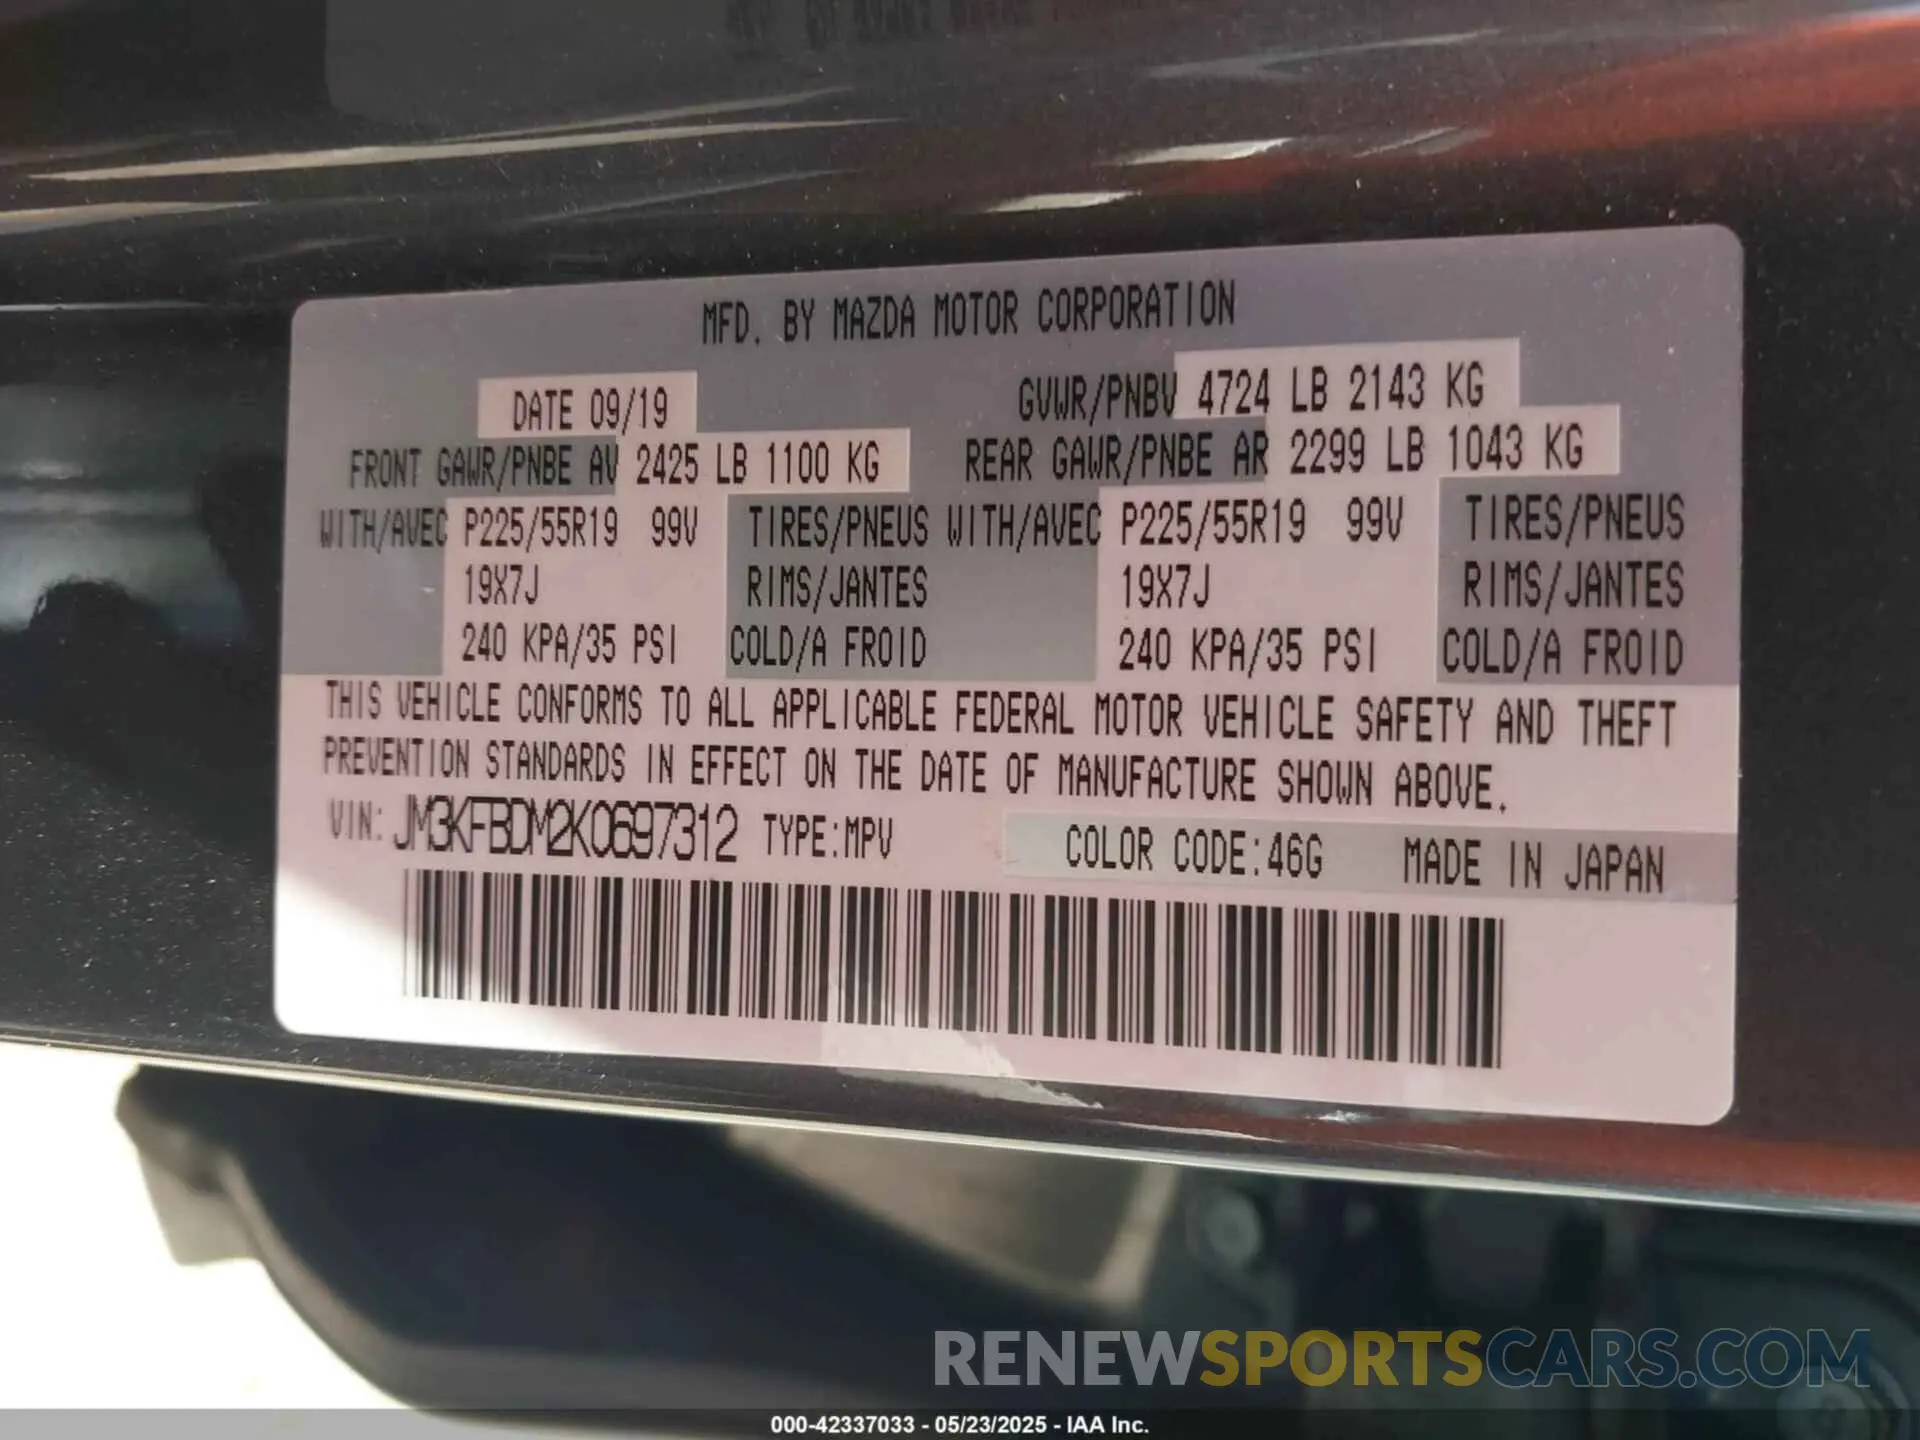 MFD. BY MAZDA MOTOR CORPORATION
DATE 09/19 GVWR/PNBV 4724 LB 2143 KG
FRONT GAWR/PNBE AV 2425 LB 1100 KG REAR GAWR/PNBE AR 2299 LB 1043 KG
WITH/AVEC P225/55R19 99V TIRES/PNEUS WITH/AVEC P225/55R19 99V TIRES/PNEUS
19X7J RIMS/JANTES 19X7J RIMS/JANTES
240 KPA/35 PSI COLD/A FROID 240 KPA/35 PSI COLD/A FROID
THIS VEHICLE CONFORMS TO ALL APPLICABLE FEDERAL MOTOR VEHICLE SAFETY AND THEFT
PREVENTION STANDARDS IN EFFECT ON THE DATE OF MANUFACTURE SHOWN ABOVE.
VIN: JM3KFBDM2K0697312 TYPE:MPV COLOR CODE:46G MADE IN JAPAN
RENEWSPORTSCARS.COM
000-42337033 - 05/23/2025 - IAA Inc.